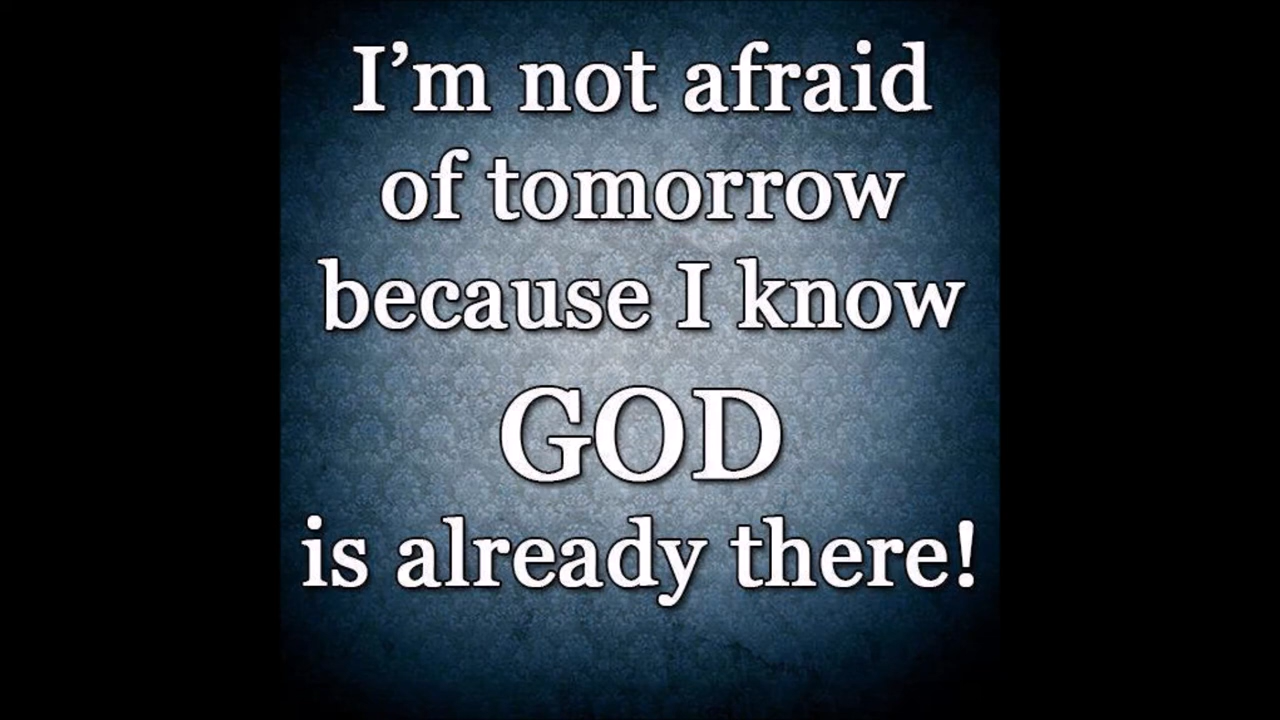 I’m not afraid
of tomorrow
because I know
GOD
is already there!